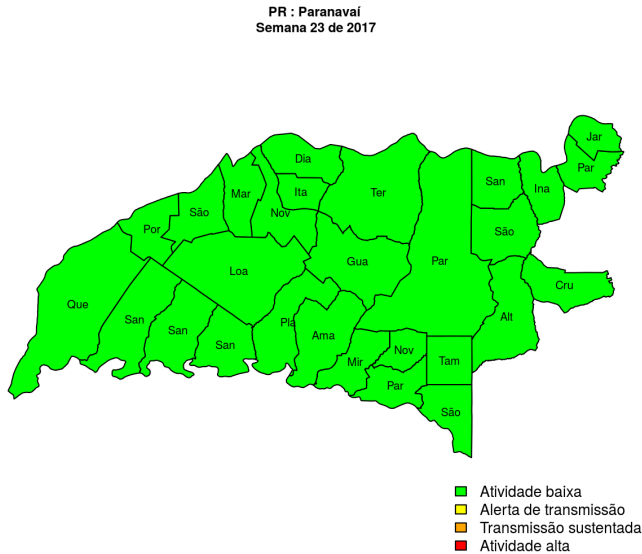 PR : Paranavaí
Semana 23 de 2017
Jar
Dia
Par
Mar
Ita
Ter
San
Ina
São
Nov
Por
São
Loa
Gua
Par
Cru
Que
San
San
Pla
Ama
Alt
San
Mir
Nov
Tam
Par
São
Atividade baixa
Alerta de transmissão
Transmissão sustentada
Atividade alta